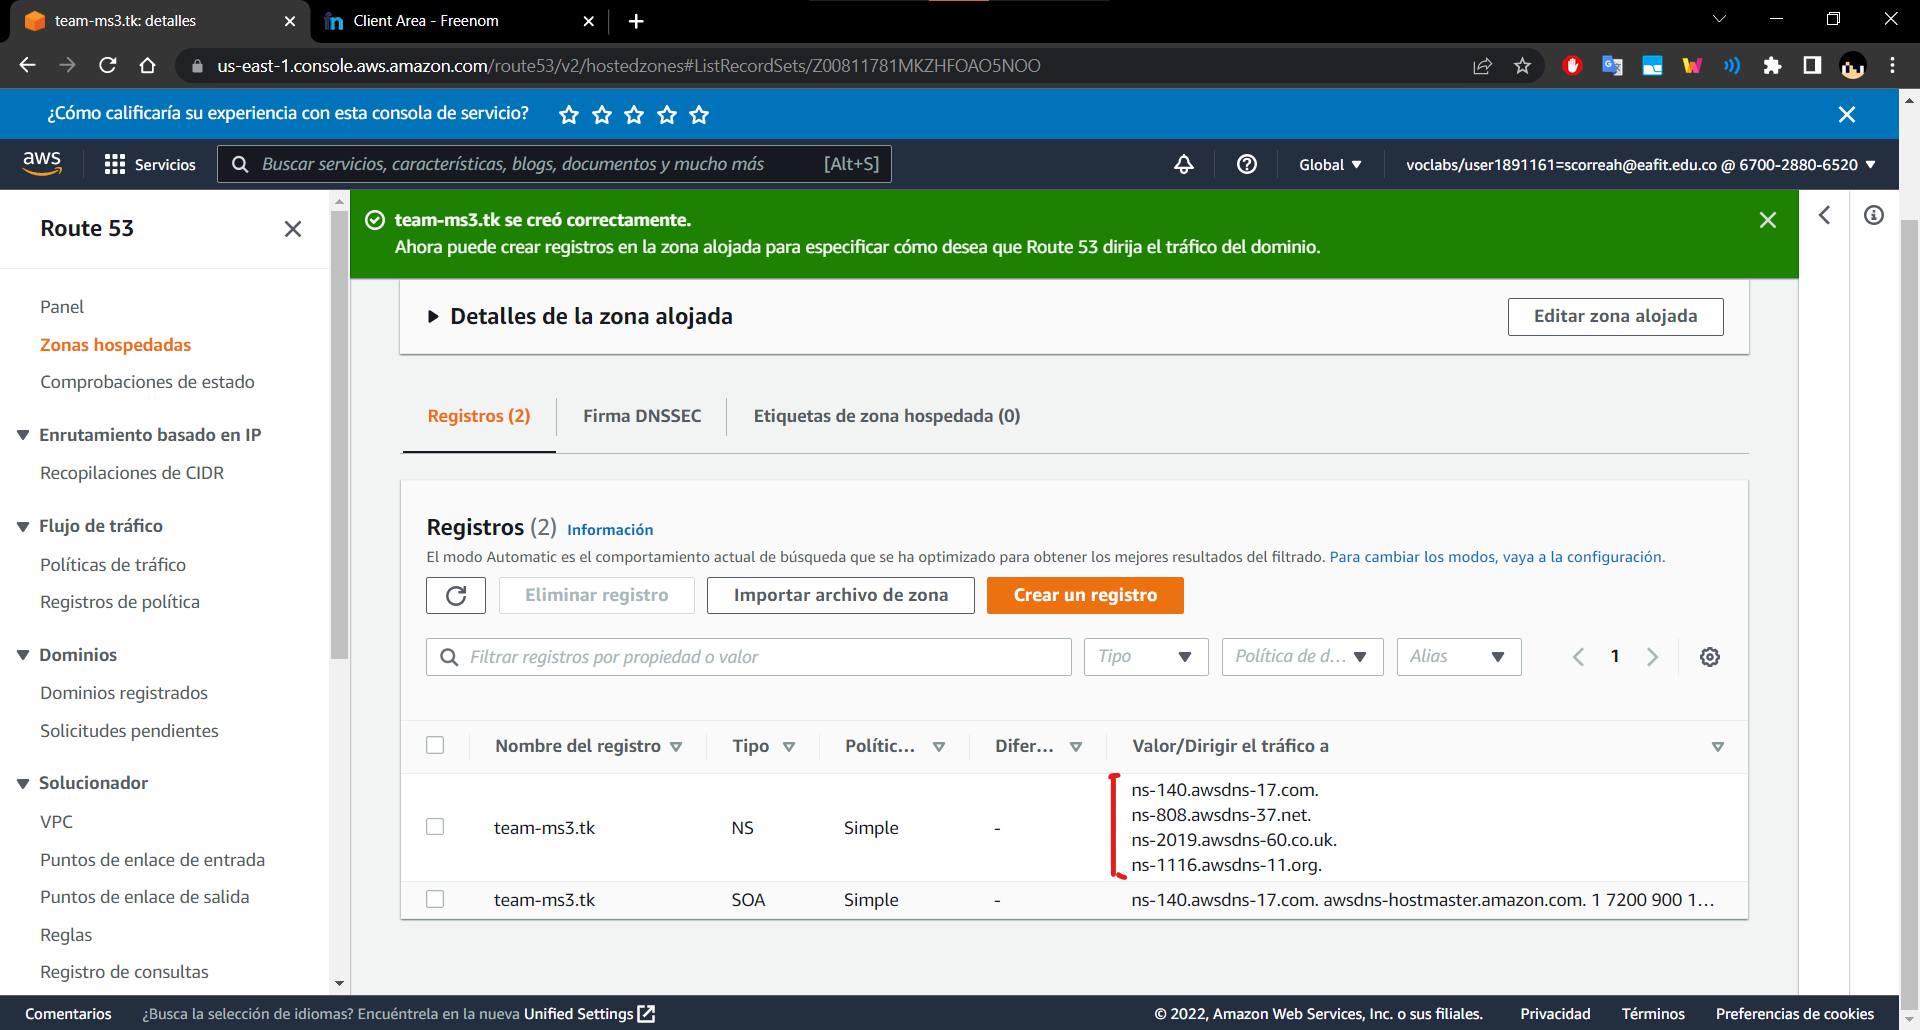 team-ms3.tk: detalles
Client Area - Freenom
us-east-1.console.aws.amazon.com/route53/v2/hostedzones#ListRecordSets/Z00811781MKZHFOAO5NOO
¿Cómo calificaría su experiencia con esta consola de servicio?
aws
Servicios
Buscar servicios, características, blogs, documentos y mucho más
[Alt+S]
Global
voclabs/user1891161=scorreah@eafit.edu.co @ 6700-2880-6520
Route 53
Panel
Zonas hospedadas
Comprobaciones de estado
Enrutamiento basado en IP
Recopilaciones de CIDR
Flujo de tráfico
Políticas de tráfico
Registros de política
Dominios
Dominios registrados
Solicitudes pendientes
Solucionador
VPC
Puntos de enlace de entrada
Puntos de enlace de salida
Reglas
Registro de consultas
team-ms3.tk se creó correctamente.
Ahora puede crear registros en la zona alojada para especificar cómo desea que Route 53 dirija el tráfico del dominio.
Detalles de la zona alojada
Editar zona alojada
Registros (2)
Firma DNSSEC
Etiquetas de zona hospedada (0)
Registros (2) Información
El modo Automatic es el comportamiento actual de búsqueda que se ha optimizado para obtener los mejores resultados del filtrado. Para cambiar los modos, vaya a la configuración.
Eliminar registro
Importar archivo de zona
Crear un registro
Filtrar registros por propiedad o valor
Tipo
Política de d...
Alias
1
Nombre del registro
Tipo
Polític...
Difer...
Valor/Dirigir el tráfico a
team-ms3.tk
NS
Simple
-
ns-140.awsdns-17.com.
ns-808.awsdns-37.net.
ns-2019.awsdns-60.co.uk.
ns-1116.awsdns-11.org.
team-ms3.tk
SOA
Simple
-
ns-140.awsdns-17.com. awsdns-hostmaster.amazon.com. 1 7200 900 1...
Comentarios
¿Busca la selección de idiomas? Encuéntrela en la nueva Unified Settings
© 2022, Amazon Web Services, Inc. o sus filiales.
Privacidad
Términos
Preferencias de cookies